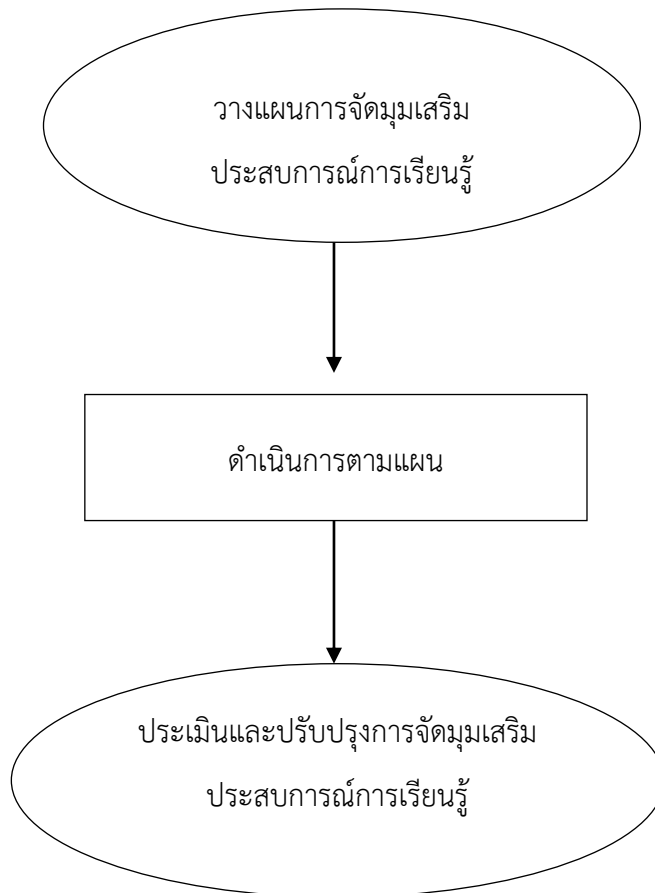 วางแผนการจัดมุมเสริม
ประสบการณ์การเรียนรู้
ดำเนินการตามแผน
ประเมินและปรับปรุงการจัดมุมเสริม
ประสบการณ์การเรียนรู้